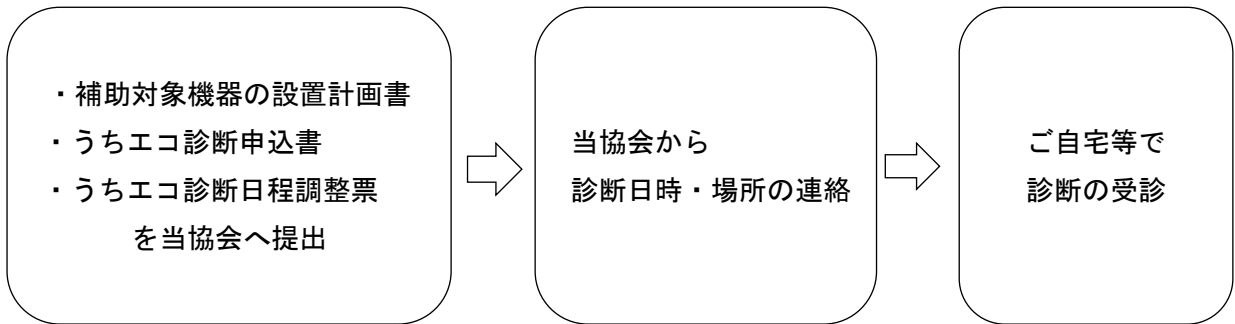 ・補助対象機器の設置計画書
・うちエコ診断申込書
・うちエコ診断日程調整票
を当協会へ提出
当協会から
診断日時・場所の連絡
ご自宅等で
診断の受診